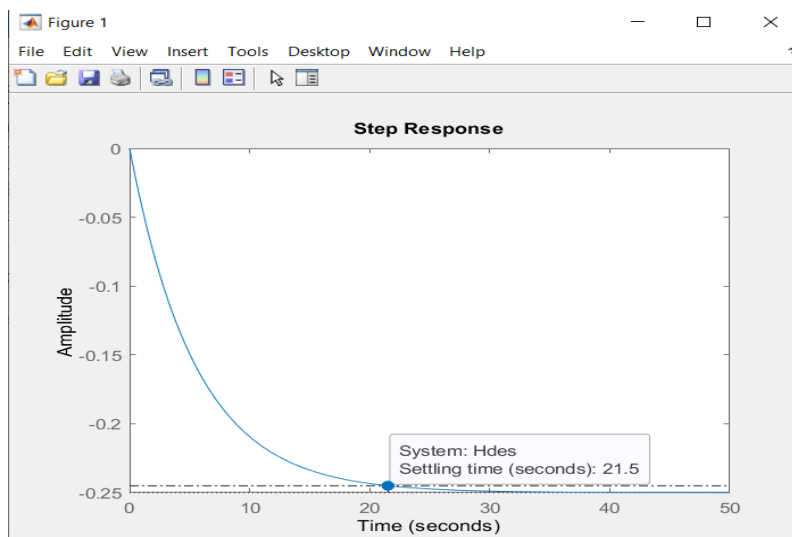 Figure 1
File Edit View Insert Tools Desktop Window Help
Step Response
0
-0.05
-0.1
-0.15
-0.2
-0.25
Amplitude
System: Hdes
Settling time (seconds): 21.5
0 10 20 30 40 50
Time (seconds)